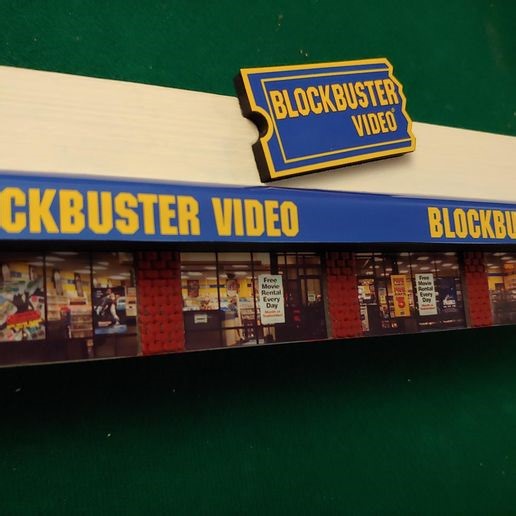 BLOCKBUSTER
VIDEO®
CKBUSTER VIDEO
BLOCKBU
Free
Movie
Rental
Every
Day
Free
Movie
Rental
Every
Day